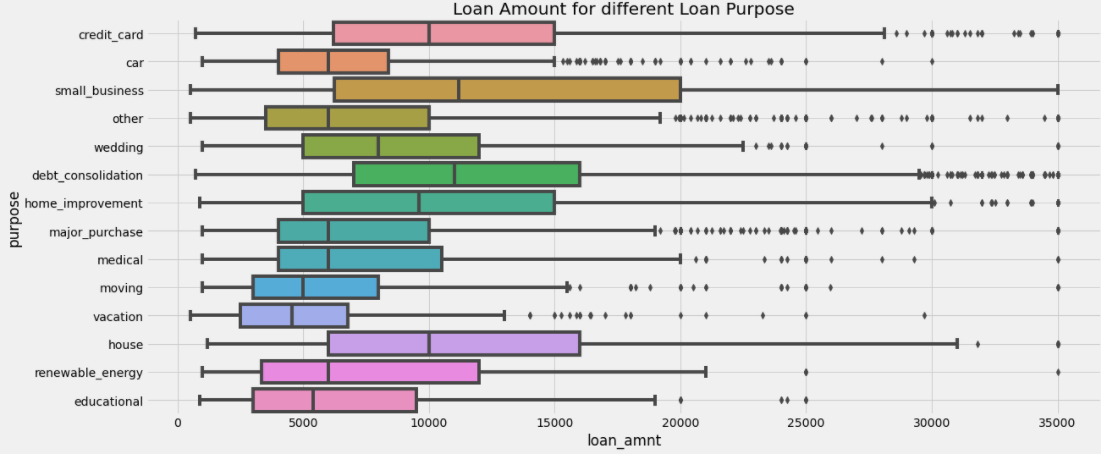 Loan Amount for different Loan Purpose
credit_card
car
small_business
other
wedding
debt_consolidation
home_improvement
major_purchase
medical
moving
vacation
house
renewable_energy
educational
purpose
0 5000 10000 15000 20000 25000 30000 35000
loan_amnt